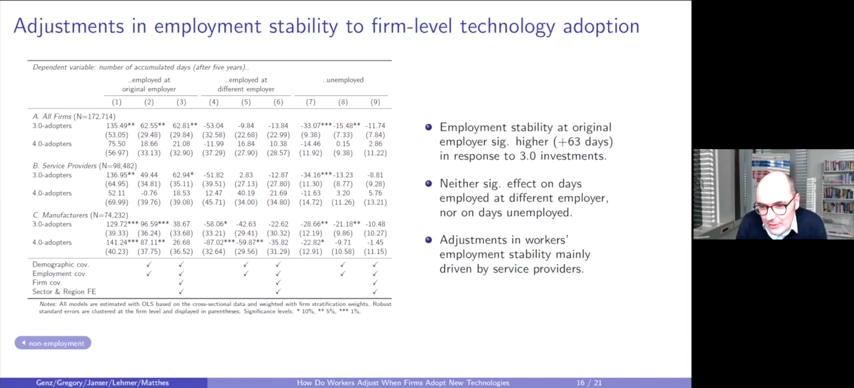 Adjustments in employment stability to firm-level technology adoption
Dependent variable: number of accumulated days (after five years)..
..employed at ..employed at ..unemployed
original employer different employer
(1) (2) (3) (4) (5) (6) (7) (8) (9)
A. All Firms (N=172,714)
3.0-adopters 135.49** 62.55** 62.81** -53.04 -9.84 -13.84 -33.07*** -15.48** -11.74
(53.05) (29.48) (29.84) (32.58) (22.68) (22.99) (9.38) (7.33) (7.84)
4.0-adopters 75.50 18.66 21.08 -11.99 16.84 10.38 -14.46 0.15 2.86
(56.97) (33.13) (32.90) (37.29) (27.90) (28.57) (11.92) (9.38) (11.22)
B. Service Providers (N=98,482)
3.0-adopters 136.95** 49.44 62.94* -51.82 2.83 -12.87 -34.16*** -13.23 -8.81
(64.95) (34.81) (35.11) (39.51) (27.13) (27.80) (11.30) (8.77) (9.28)
4.0-adopters 52.11 -0.76 18.53 12.47 40.19 21.69 -11.63 3.20 5.76
(69.99) (39.76) (39.08) (45.71) (34.00) (34.80) (14.72) (11.26) (13.21)
C. Manufacturers (N=74,232)
3.0-adopters 129.72*** 96.59*** 38.67 -58.06* -42.63 -22.62 -28.66** -21.18** -10.48
(39.33) (36.24) (33.68) (33.21) (29.41) (30.32) (12.19) (9.86) (10.27)
4.0-adopters 141.24*** 87.11** 26.68 -87.02*** -59.87** -35.82 -22.82* -9.71 -1.45
(40.23) (37.75) (36.52) (32.64) (29.56) (31.29) (12.91) (10.58) (11.15)
Demographic cov. ✓ ✓ ✓ ✓ ✓ ✓
Employment cov. ✓ ✓ ✓ ✓ ✓ ✓
Firm cov. ✓ ✓ ✓
Sector & Region FE ✓ ✓ ✓
Notes: All models are estimated with OLS based on the cross-sectional data and weighted with firm stratification weights. Robust
standard errors are clustered at the firm level and displayed in parentheses. Significance levels: * 10%, ** 5%, *** 1%.
Employment stability at original
employer sig. higher (+63 days)
in response to 3.0 investments.
Neither sig. effect on days
employed at different employer,
nor on days unemployed.
Adjustments in workers'
employment stability mainly
driven by service providers.
non-employment
Genz/Gregory/Janser/Lehmer/Matthes How Do Workers Adjust When Firms Adopt New Technologies 16 / 21